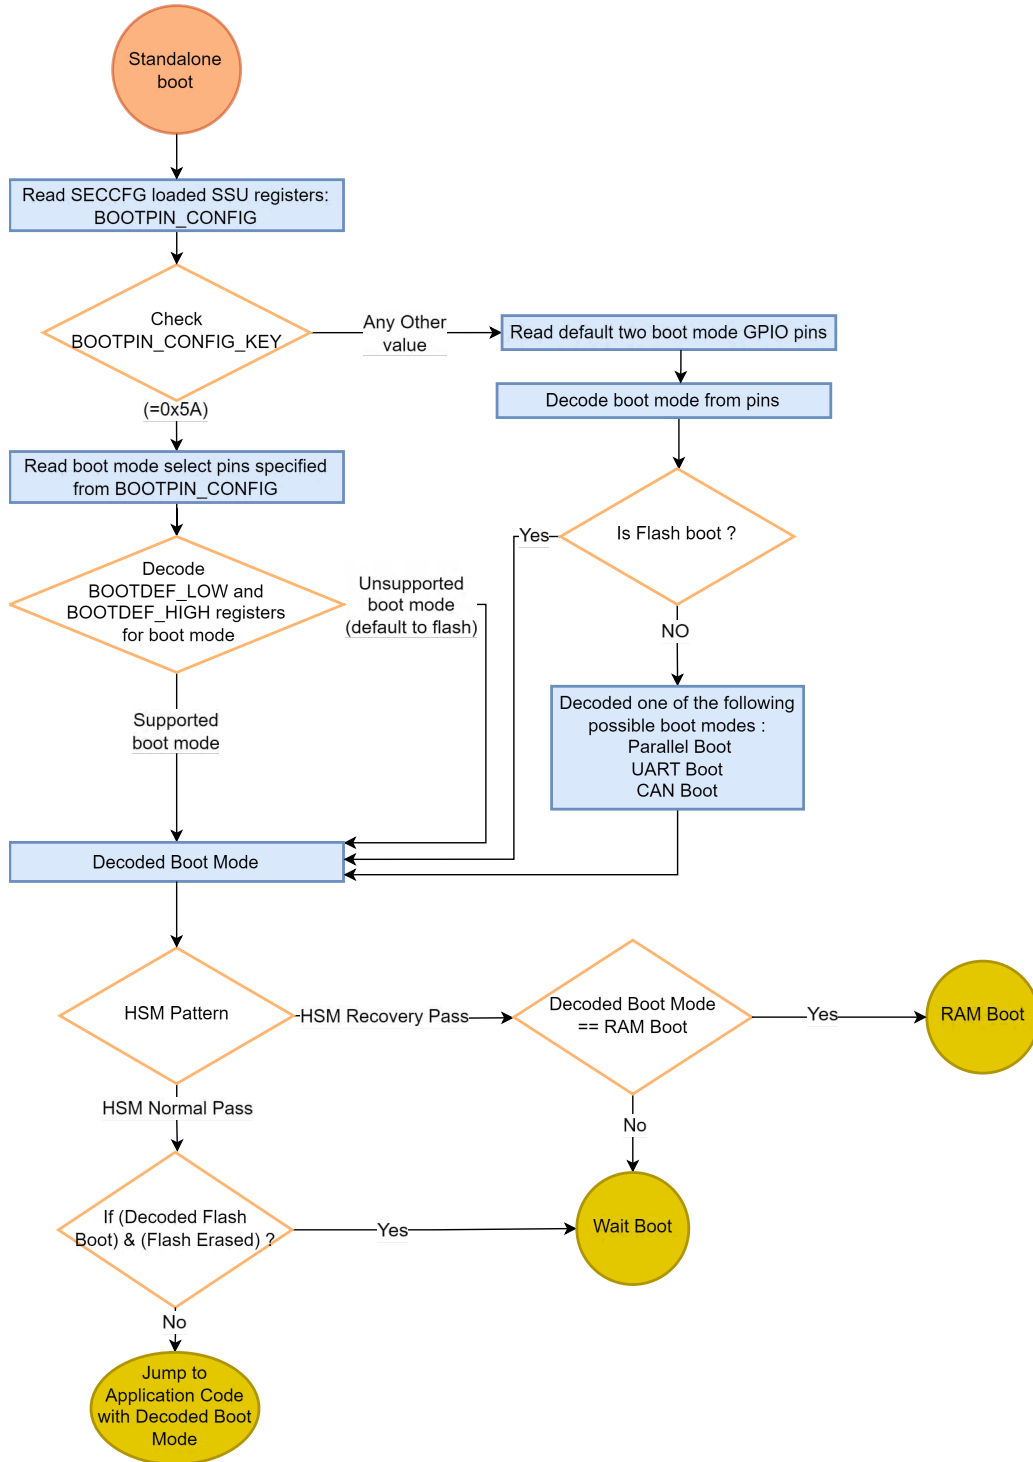 Standalone
boot
Read SECCFG loaded SSU registers:
BOOTPIN_CONFIG
Check
BOOTPIN_CONFIG_KEY
Any Other
value
Read default two boot mode GPIO pins
Decode boot mode from pins
(=0x5A)
Read boot mode select pins specified
from BOOTPIN_CONFIG
Is Flash boot ?
Yes
NO
Decode
BOOTDEF_LOW and
BOOTDEF_HIGH registers
for boot mode
Unsupported
boot mode
(default to flash)
Supported
boot mode
Decoded one of the following
possible boot modes :
Parallel Boot
UART Boot
CAN Boot
Decoded Boot Mode
HSM Pattern
HSM Recovery Pass
Decoded Boot Mode
== RAM Boot
Yes
RAM Boot
HSM Normal Pass
No
If (Decoded Flash
Boot) & (Flash Erased) ?
Yes
Wait Boot
No
Jump to
Application Code
with Decoded Boot
Mode